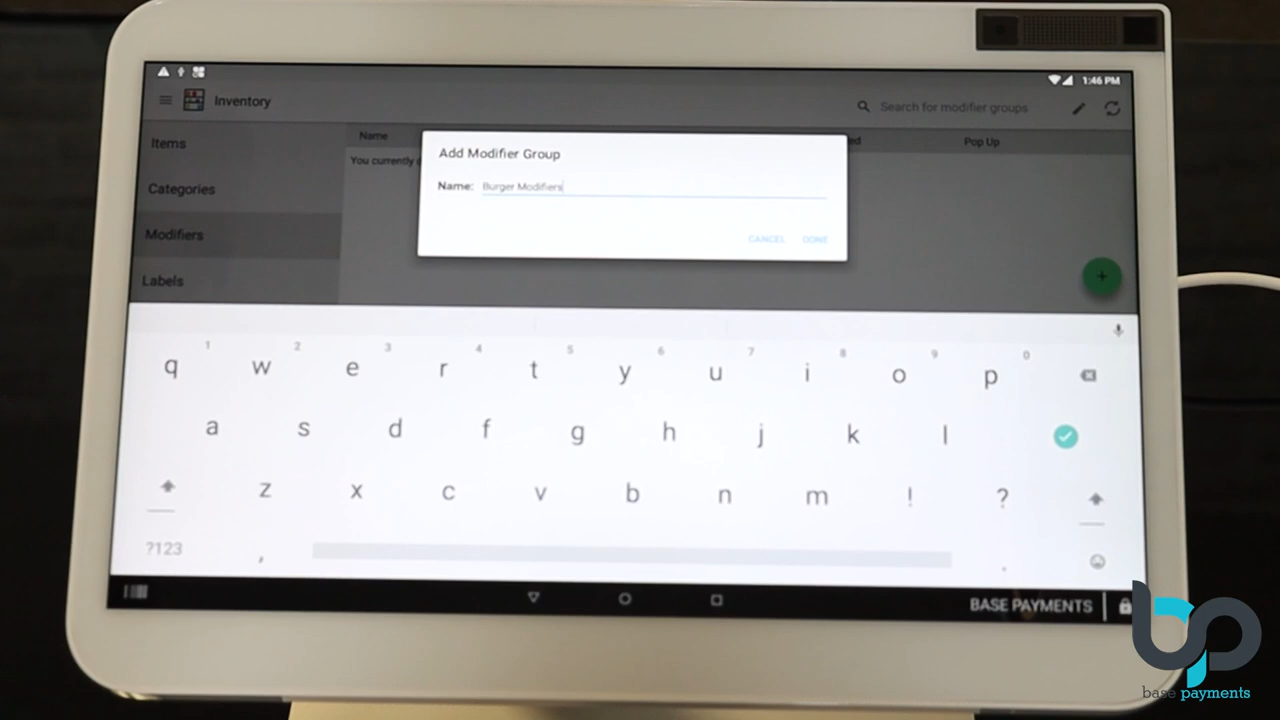 1:46 PM
Inventory
Search for modifier groups
Items
Name
ed
Pop Up
You currently d
Categories
Modifiers
Labels
Add Modifier Group
Name: Burger Modifiers
CANCEL DONE
+
1 2 3 4 5 6 7 8 9 0
q w e r t y u i o p
a s d f g h j k l
z x c v b n m ! ?
?123 , .
BASE PAYMENTS
bp
base payments